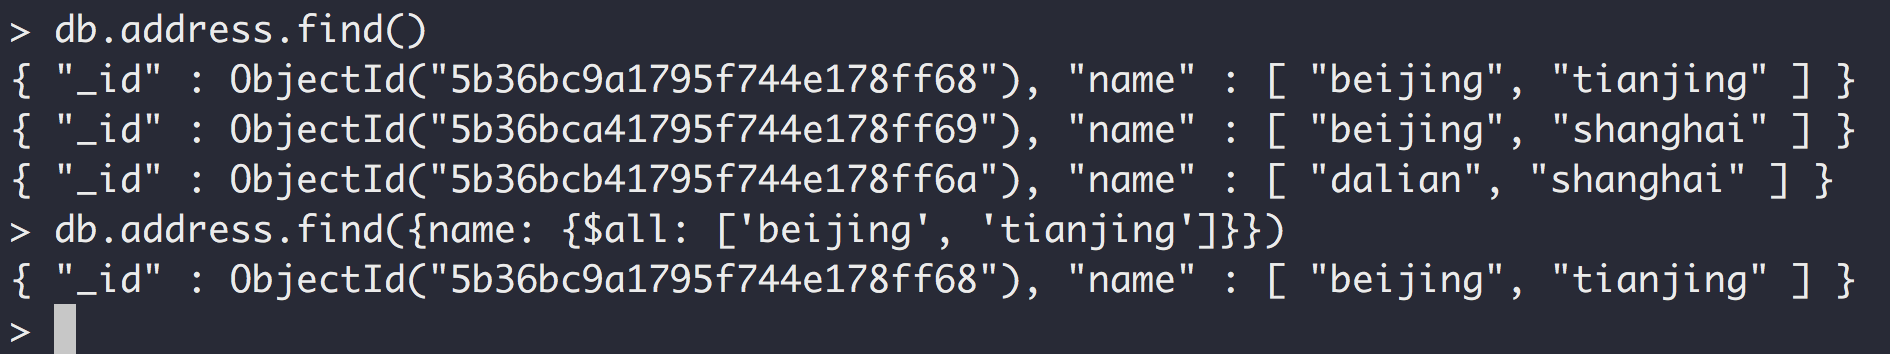 > db.address.find()
{ "_id" : ObjectId("5b36bc9a1795f744e178ff68"), "name" : [ "beijing", "tianjing" ] }
{ "_id" : ObjectId("5b36bca41795f744e178ff69"), "name" : [ "beijing", "shanghai" ] }
{ "_id" : ObjectId("5b36bcb41795f744e178ff6a"), "name" : [ "dalian", "shanghai" ] }
> db.address.find({name: {$all: ['beijing', 'tianjing']}})
{ "_id" : ObjectId("5b36bc9a1795f744e178ff68"), "name" : [ "beijing", "tianjing" ] }
>